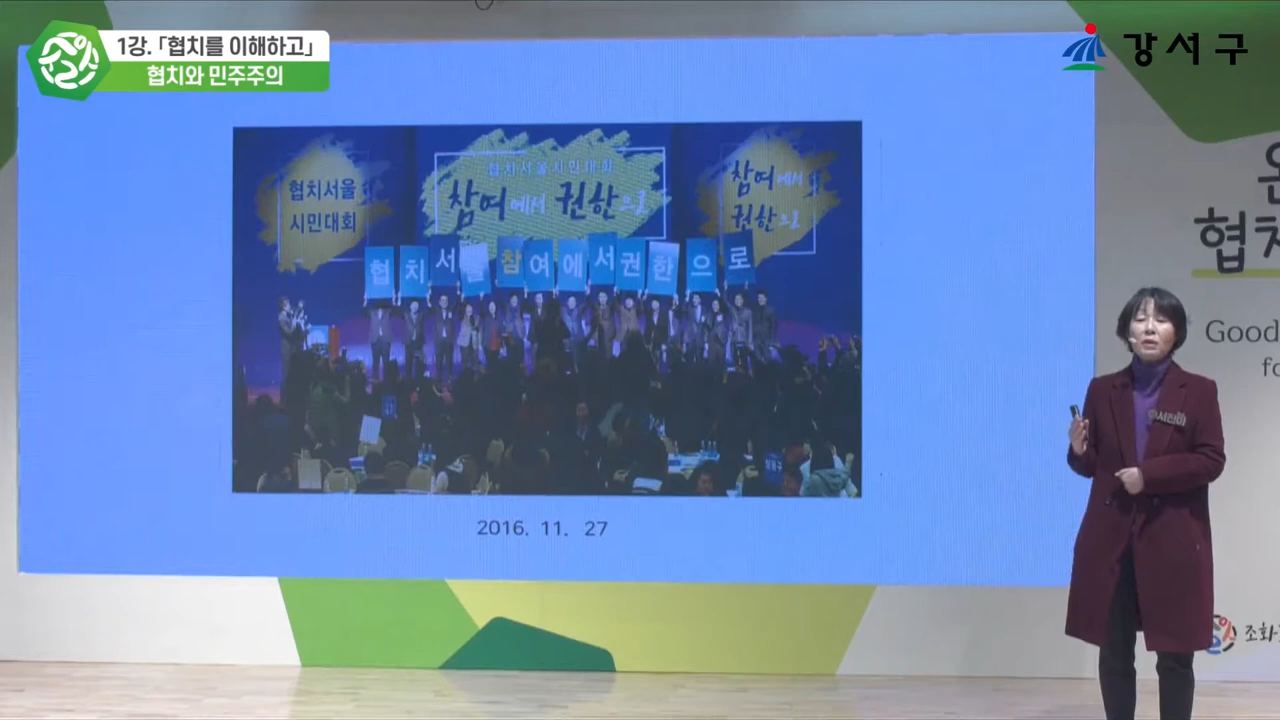 1강. 「협치를 이해하고」
협치와 민주주의
강서구
협치서울
시민대회
협치서울시민대회
참여에서 권한으로
참여에서
권한으로
협치서울참여에서권한으로
2016. 11. 27
온
협치
Good
fo
조화